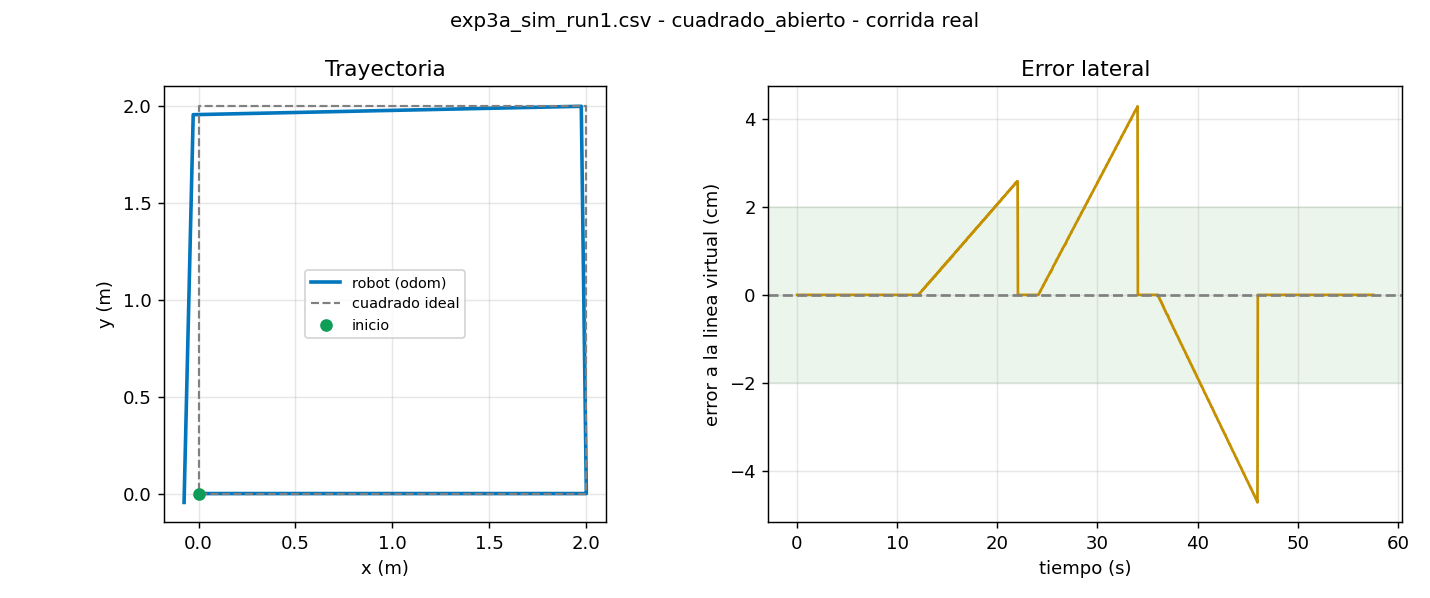 exp3a_sim_run1.csv - cuadrado_abierto - corrida real
Trayectoria
y (m)
2.0
1.5
1.0
0.5
0.0
robot (odom)
cuadrado ideal
inicio
0.0 0.5 1.0 1.5 2.0
x (m)
Error lateral
error a la linea virtual (cm)
4
2
0
−2
−4
0 10 20 30 40 50 60
tiempo (s)